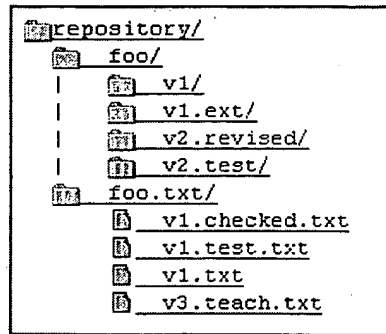 repository/
foo/
v1/
v1.ext/
v2.revised/
v2.test/
foo.txt/
v1.checked.txt
v1.test.txt
v1.txt
v3.teach.txt